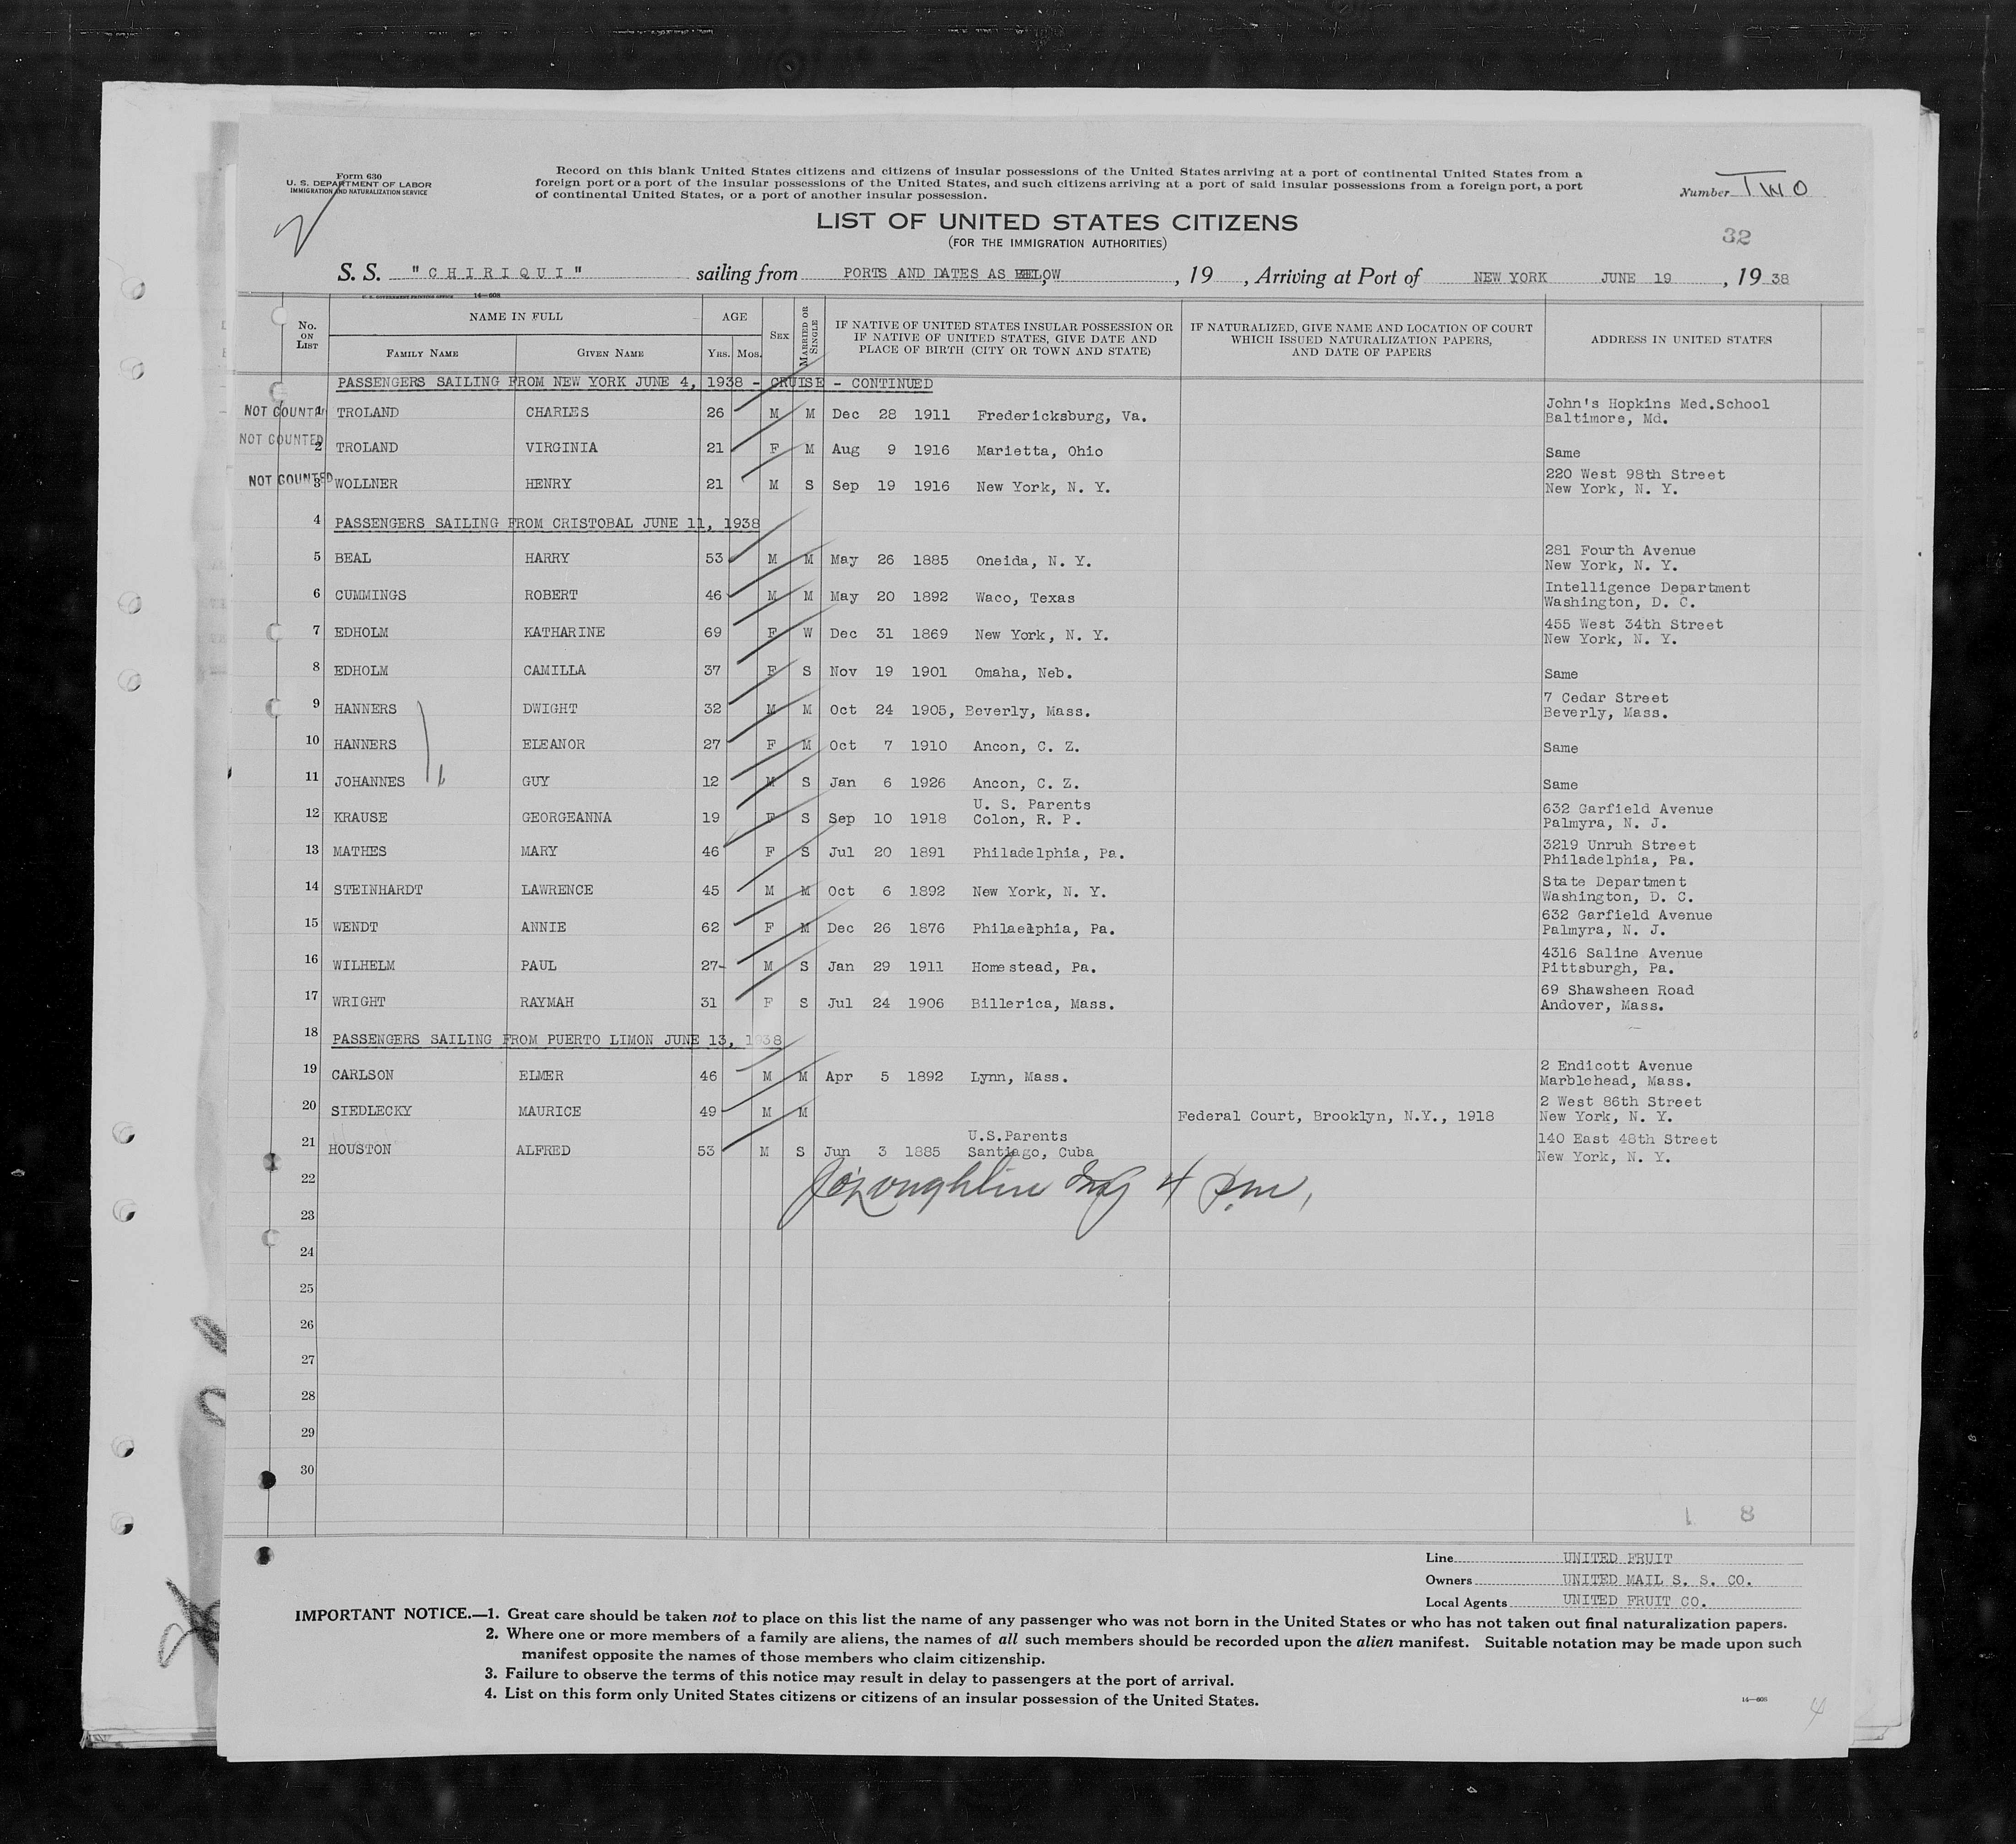 Form 630
U. S. DEPARTMENT OF LABOR
IMMIGRATION AND NATURALIZATION SERVICE
Record on this blank United States citizens and citizens of insular possessions of the United States arriving at a port of continental United States from a
foreign port or a port of the insular possessions of the United States, and such citizens arriving at a port of said insular possessions from a foreign port, a port
of continental United States, or a port of another insular possession.
Number TWO
2
LIST OF UNITED STATES CITIZENS
(FOR THE IMMIGRATION AUTHORITIES)
32
S. S. "CHIRIQUI" sailing from PORTS AND DATES AS BELOW, 19 , Arriving at Port of NEW YORK JUNE 19, 19 38
U. S. GOVERNMENT PRINTING OFFICE 14—608
No. ON LIST | NAME IN FULL | AGE | SEX | MARRIED OR SINGLE | IF NATIVE OF UNITED STATES INSULAR POSSESSION OR IF NATIVE OF UNITED STATES, GIVE DATE AND PLACE OF BIRTH (CITY OR TOWN AND STATE) | IF NATURALIZED, GIVE NAME AND LOCATION OF COURT WHICH ISSUED NATURALIZATION PAPERS, AND DATE OF PAPERS | ADDRESS IN UNITED STATES
FAMILY NAME | GIVEN NAME | YRS. | MOS.
PASSENGERS SAILING FROM NEW YORK JUNE 4, 1938 - CRUISE - CONTINUED
NOT COUNTED 1 TROLAND CHARLES 26 M M Dec 28 1911 Fredericksburg, Va. John's Hopkins Med.School Baltimore, Md.
NOT COUNTED 2 TROLAND VIRGINIA 21 F M Aug 9 1916 Marietta, Ohio Same
NOT COUNTED 3 WOLLNER HENRY 21 M S Sep 19 1916 New York, N. Y. 220 West 98th Street New York, N. Y.
4 PASSENGERS SAILING FROM CRISTOBAL JUNE 11, 1938
5 BEAL HARRY 53 M M May 26 1885 Oneida, N. Y. 281 Fourth Avenue New York, N. Y.
6 CUMMINGS ROBERT 46 M M May 20 1892 Waco, Texas Intelligence Department Washington, D. C.
7 EDHOLM KATHARINE 69 F W Dec 31 1869 New York, N. Y. 455 West 34th Street New York, N. Y.
8 EDHOLM CAMILLA 37 F S Nov 19 1901 Omaha, Neb. Same
9 HANNERS DWIGHT 32 M M Oct 24 1905, Beverly, Mass. 7 Cedar Street Beverly, Mass.
10 HANNERS ELEANOR 27 F M Oct 7 1910 Ancon, C. Z. Same
11 JOHANNES GUY 12 M S Jan 6 1926 Ancon, C. Z. Same
12 KRAUSE GEORGEANNA 19 F S Sep 10 1918 U. S. Parents Colon, R. P. 632 Garfield Avenue Palmyra, N. J.
13 MATHES MARY 46 F S Jul 20 1891 Philadelphia, Pa. 3219 Unruh Street Philadelphia, Pa.
14 STEINHARDT LAWRENCE 45 M M Oct 6 1892 New York, N. Y. State Department Washington, D. C.
15 WENDT ANNIE 62 F M Dec 26 1876 Philaelphia, Pa. 632 Garfield Avenue Palmyra, N. J.
16 WILHELM PAUL 27 M S Jan 29 1911 Homestead, Pa. 4316 Saline Avenue Pittsburgh, Pa.
17 WRIGHT RAYMAH 31 F S Jul 24 1906 Billerica, Mass. 69 Shawsheen Road Andover, Mass.
18 PASSENGERS SAILING FROM PUERTO LIMON JUNE 13, 1938
19 CARLSON ELMER 46 M M Apr 5 1892 Lynn, Mass. 2 Endicott Avenue Marblehead, Mass.
20 SIEDLECKY MAURICE 49 M M Federal Court, Brooklyn, N.Y., 1918 2 West 86th Street New York, N. Y.
21 HOUSTON ALFRED 53 M S Jun 3 1885 U.S.Parents Santiago, Cuba 140 East 48th Street New York, N. Y.
22
23
24
25
26
27
28
29
30
1 8
Line UNITED FRUIT
Owners UNITED MAIL S. S. CO.
Local Agents UNITED FRUIT CO.
IMPORTANT NOTICE.—1. Great care should be taken not to place on this list the name of any passenger who was not born in the United States or who has not taken out final naturalization papers.
2. Where one or more members of a family are aliens, the names of all such members should be recorded upon the alien manifest. Suitable notation may be made upon such
manifest opposite the names of those members who claim citizenship.
3. Failure to observe the terms of this notice may result in delay to passengers at the port of arrival.
4. List on this form only United States citizens or citizens of an insular possession of the United States.
14—608
4